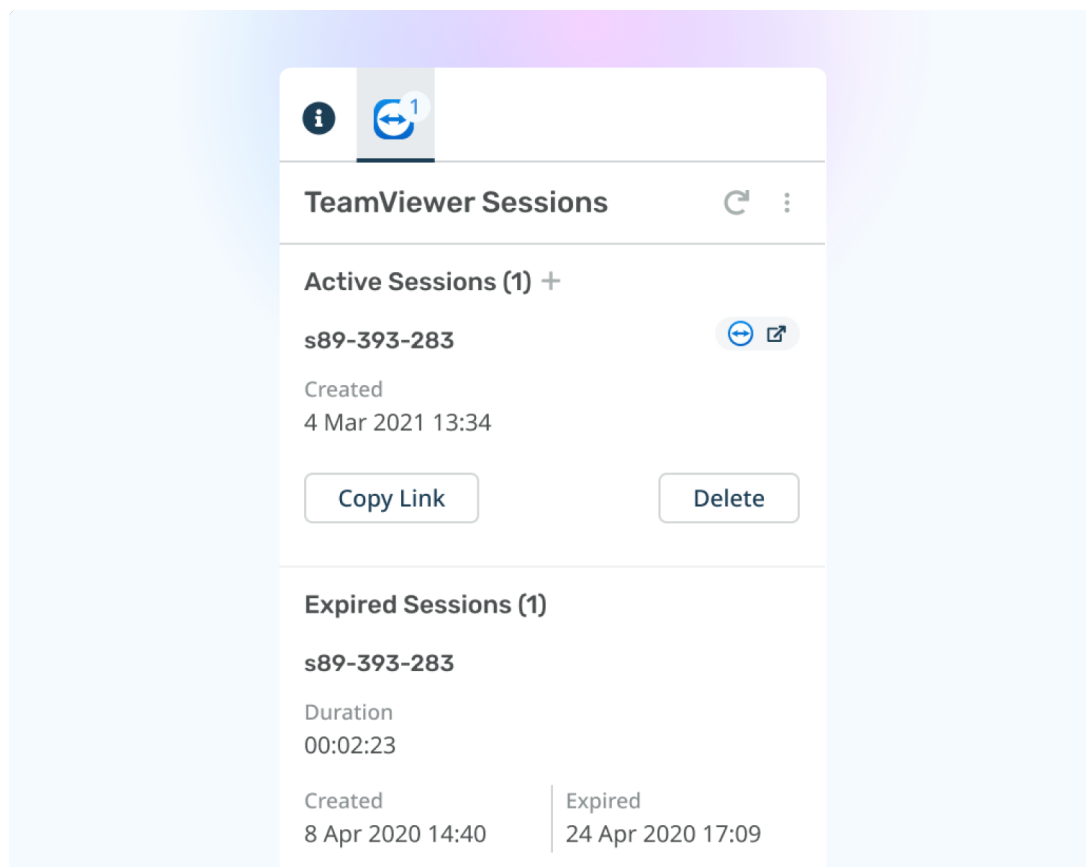 1
TeamViewer Sessions
Active Sessions (1)
s89-393-283
Created
4 Mar 2021 13:34
Copy Link Delete
Expired Sessions (1)
s89-393-283
Duration
00:02:23
Created Expired
8 Apr 2020 14:40 24 Apr 2020 17:09